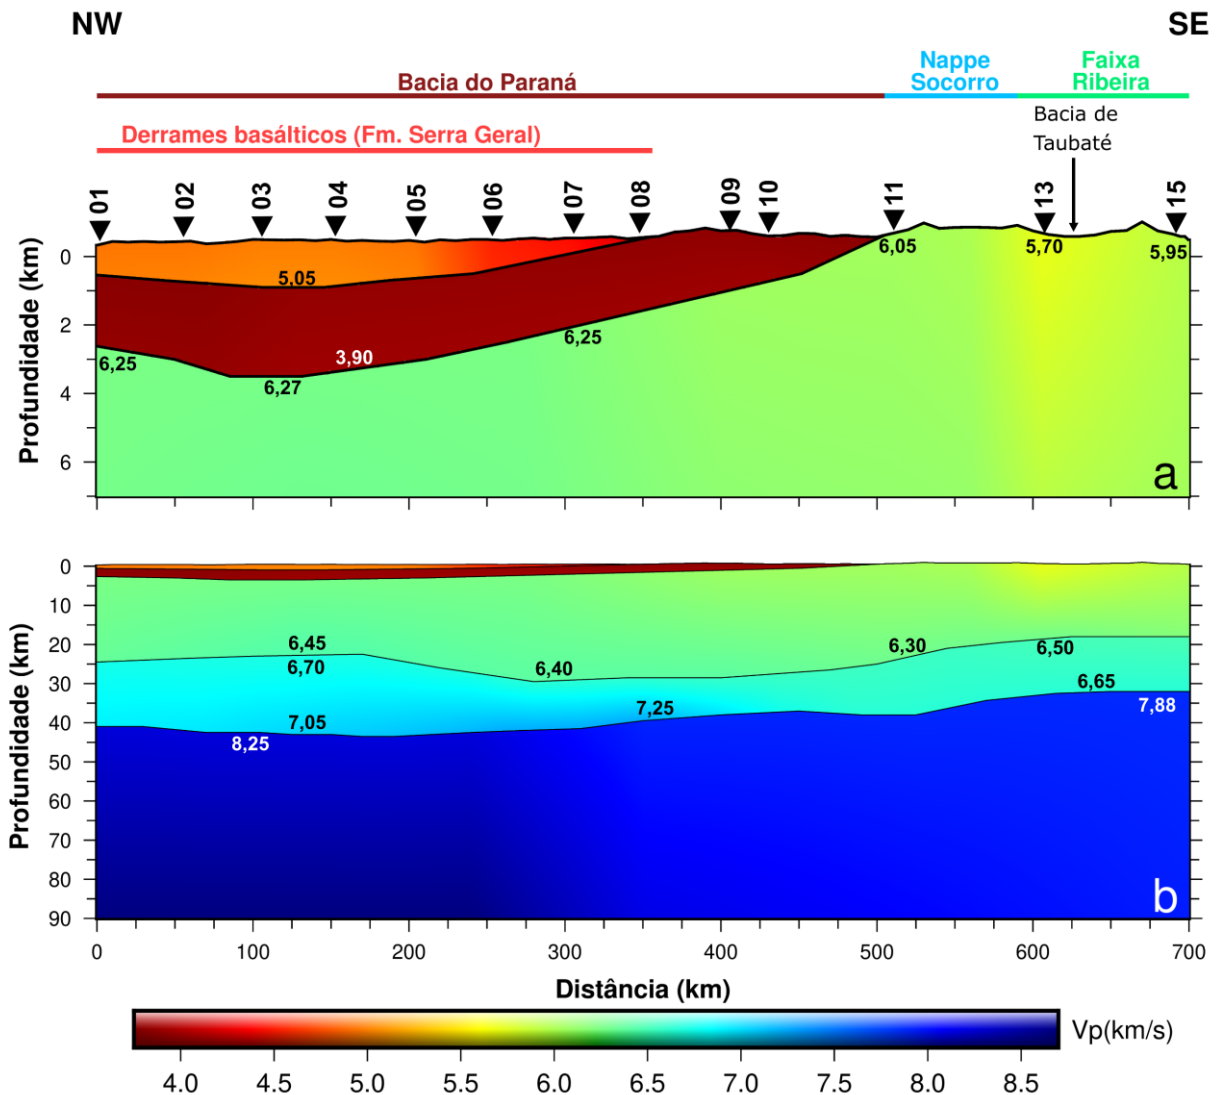 NW
SE
Nappe
Socorro
Faixa
Ribeira
Bacia do Paraná
Bacia de
Taubaté
Derrames basálticos (Fm. Serra Geral)
01 02 03 04 05 06 07 08 09 10 11 13 15
Profundidade (km)
0
2
4
6
5,05
3,90
6,25
6,27
6,25
6,05
5,70
5,95
a
Profundidade (km)
0
10
20
30
40
50
60
70
80
90
6,45
6,70
6,40
6,30
6,50
6,65
7,05
7,25
7,88
8,25
b
0 100 200 300 400 500 600 700
Distância (km)
Vp(km/s)
4.0 4.5 5.0 5.5 6.0 6.5 7.0 7.5 8.0 8.5